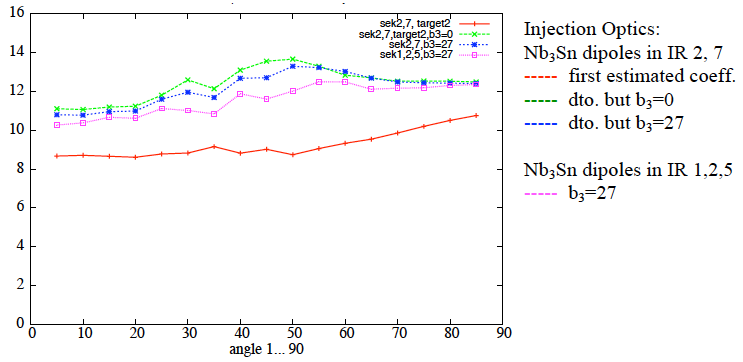 16
14
12
10
8
6
4
2
0
0 10 20 30 40 50 60 70 80 90
angle 1... 90
sek2,7, target2
sek2,7,target2,b3=0
sek2,7,b3=27
sek1,2,5,b3=27
Injection Optics:
Nb₃Sn dipoles in IR 2, 7
first estimated coeff.
dto. but b₃=0
dto. but b₃=27
Nb₃Sn dipoles in IR 1,2,5
b₃=27